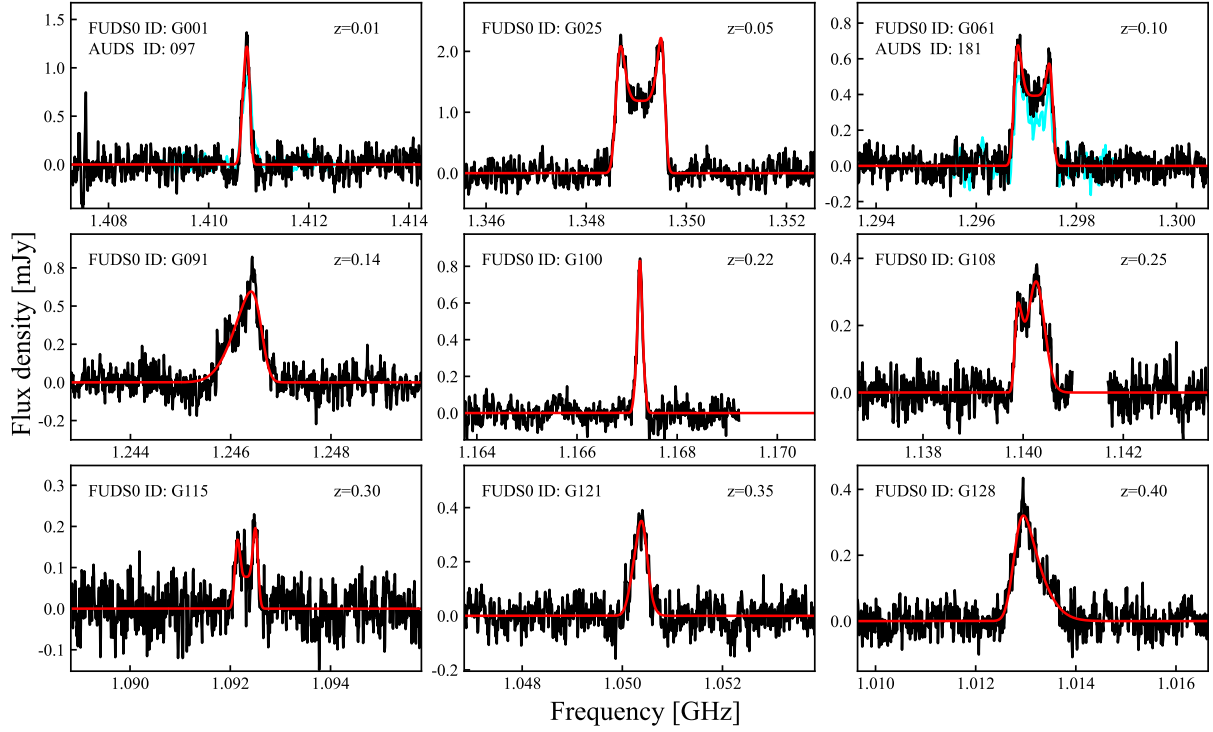 FUDS0 ID: G001 z=0.01
AUDS ID: 097
1.5
1.0
0.5
0.0
1.408 1.410 1.412 1.414
FUDS0 ID: G025 z=0.05
2.0
1.0
0.0
1.346 1.348 1.350 1.352
FUDS0 ID: G061 z=0.10
AUDS ID: 181
0.8
0.6
0.4
0.2
0.0
-0.2
1.294 1.296 1.298 1.300
Flux density [mJy]
FUDS0 ID: G091 z=0.14
0.8
0.5
0.2
0.0
-0.2
1.244 1.246 1.248
FUDS0 ID: G100 z=0.22
0.8
0.6
0.4
0.2
0.0
1.164 1.166 1.168 1.170
FUDS0 ID: G108 z=0.25
0.4
0.2
0.0
1.138 1.140 1.142
FUDS0 ID: G115 z=0.30
0.3
0.2
0.1
0.0
-0.1
1.090 1.092 1.094
FUDS0 ID: G121 z=0.35
0.4
0.2
0.0
-0.2
1.048 1.050 1.052
FUDS0 ID: G128 z=0.40
0.4
0.2
0.0
1.010 1.012 1.014 1.016
Frequency [GHz]